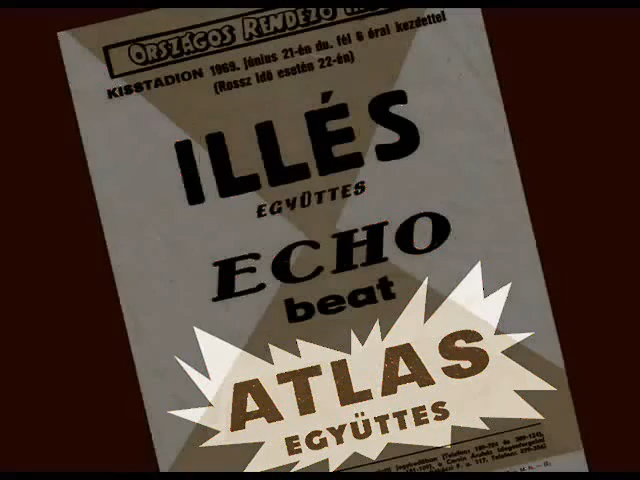 ORSZÁGOS RENDEZŐ
KISSTADION 1969. június 21-én du. fél 6 órai kezdettel
(Rossz idő esetén 22-én)
ILLÉS
EGYÜTTES
ECHO
beat
ATLAS
EGYÜTTES